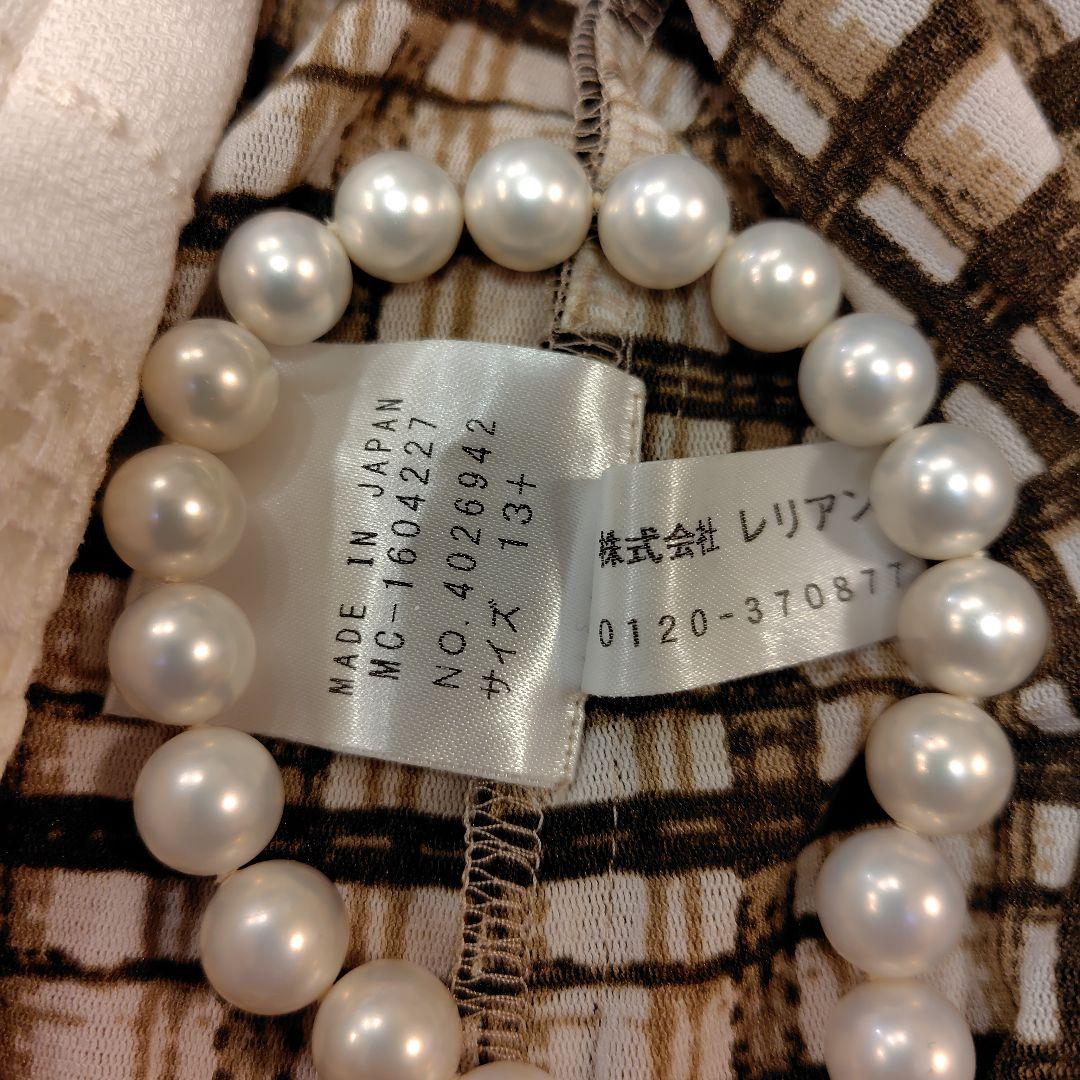 MADE IN JAPAN
MC-1604227
NO.4026942
サイズ 13+
株式会社 レリアン
0120-370877